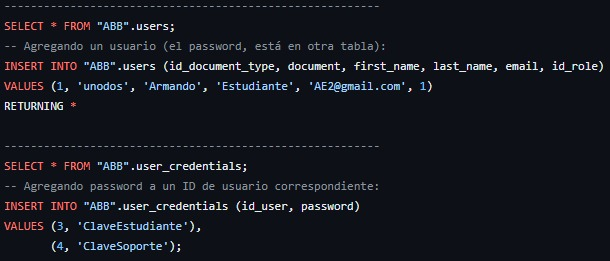 -----------------------------------------------------
SELECT * FROM "ABB".users;
-- Agregando un usuario (el password, está en otra tabla):
INSERT INTO "ABB".users (id_document_type, document, first_name, last_name, email, id_role)
VALUES (1, 'unodos', 'Armando', 'Estudiante', 'AE2@gmail.com', 1)
RETURNING *
-----------------------------------------------------
SELECT * FROM "ABB".user_credentials;
-- Agregando password a un ID de usuario correspondiente:
INSERT INTO "ABB".user_credentials (id_user, password)
VALUES (3, 'ClaveEstudiante'),
(4, 'ClaveSoporte');